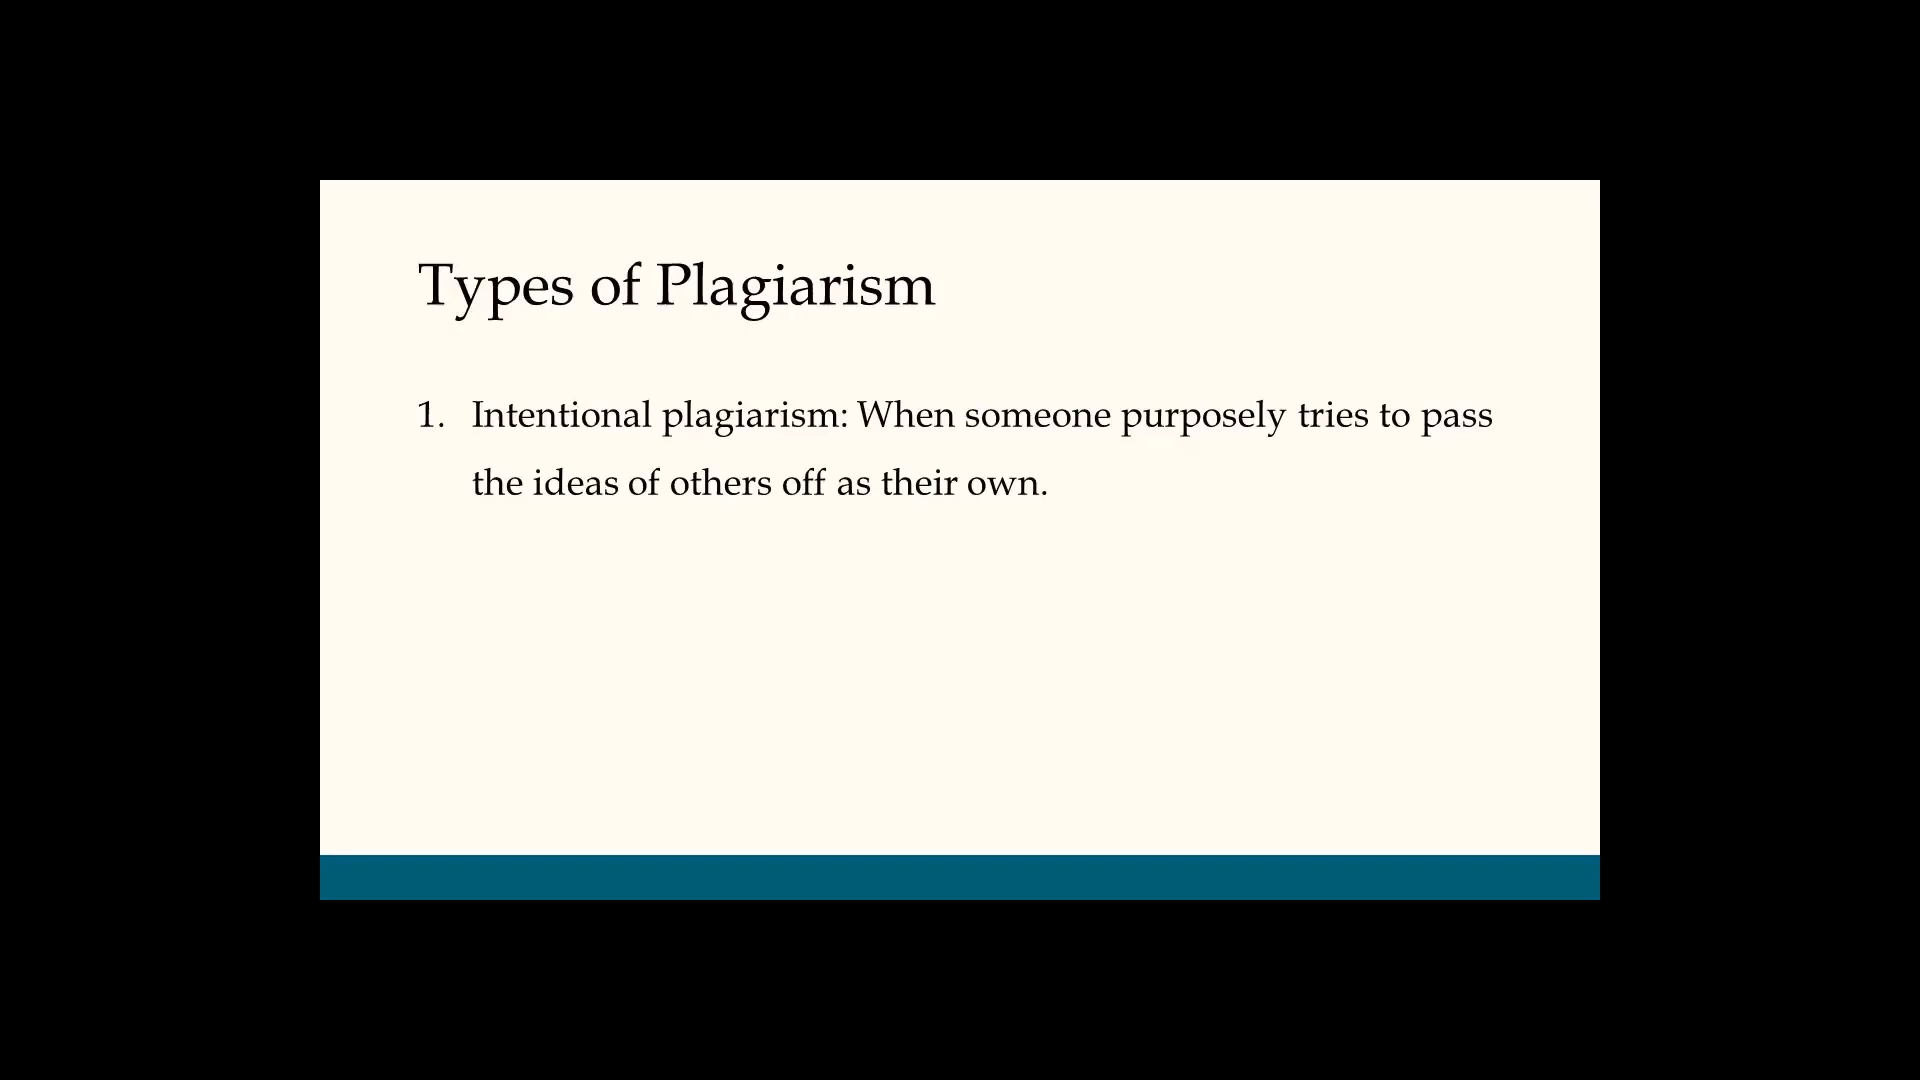 Types of Plagiarism
1. Intentional plagiarism: When someone purposely tries to pass
the ideas of others off as their own.